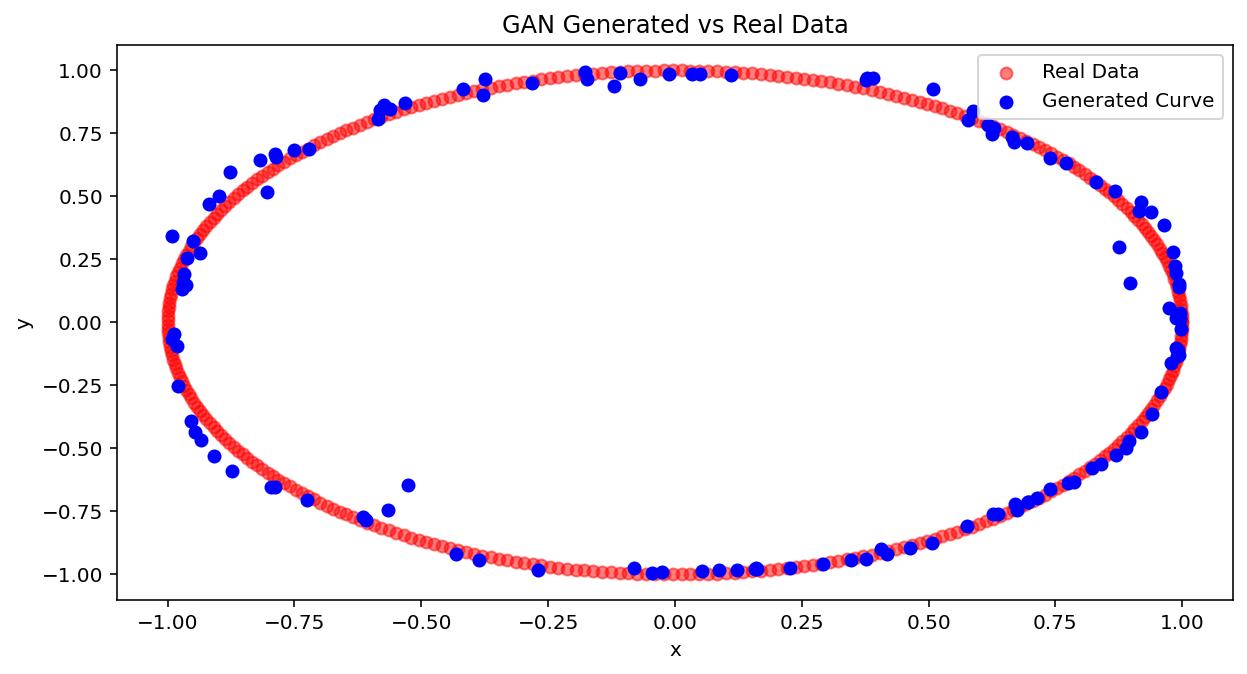 GAN Generated vs Real Data
Real Data
Generated Curve
1.00
0.75
0.50
0.25
0.00
−0.25
−0.50
−0.75
−1.00
y
−1.00 −0.75 −0.50 −0.25 0.00 0.25 0.50 0.75 1.00
x